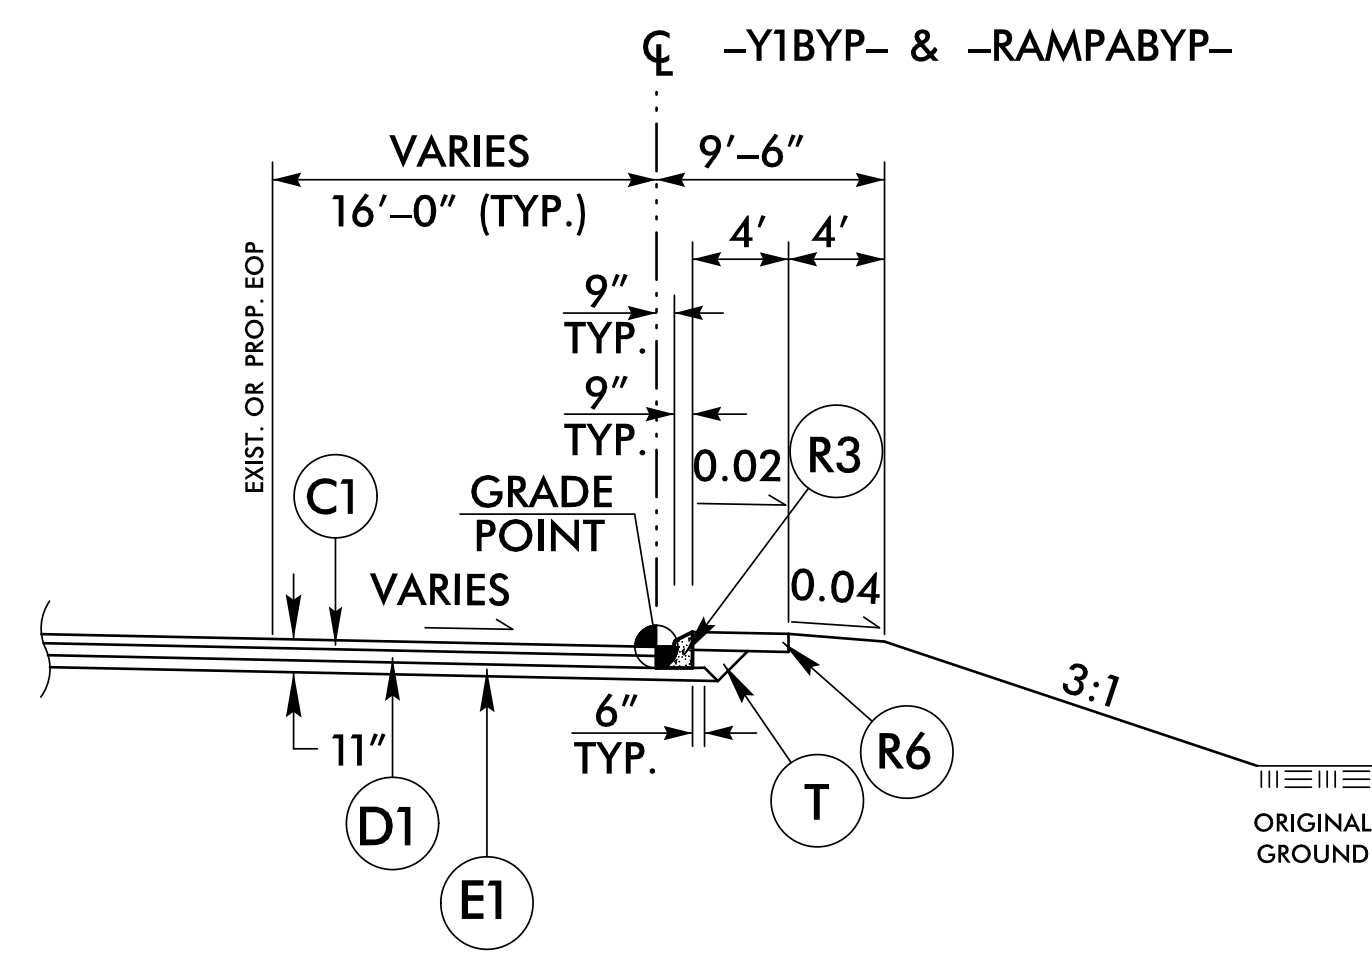 ℄ –Y1BYP– & –RAMPABYP–
VARIES
16'–0" (TYP.)
9'–6"
4'
4'
EXIST. OR PROP. EOP
9"
TYP.
9"
TYP.
0.02
R3
C1
GRADE
POINT
VARIES
0.04
3:1
11"
6"
TYP.
R6
T
D1
E1
ORIGINAL
GROUND